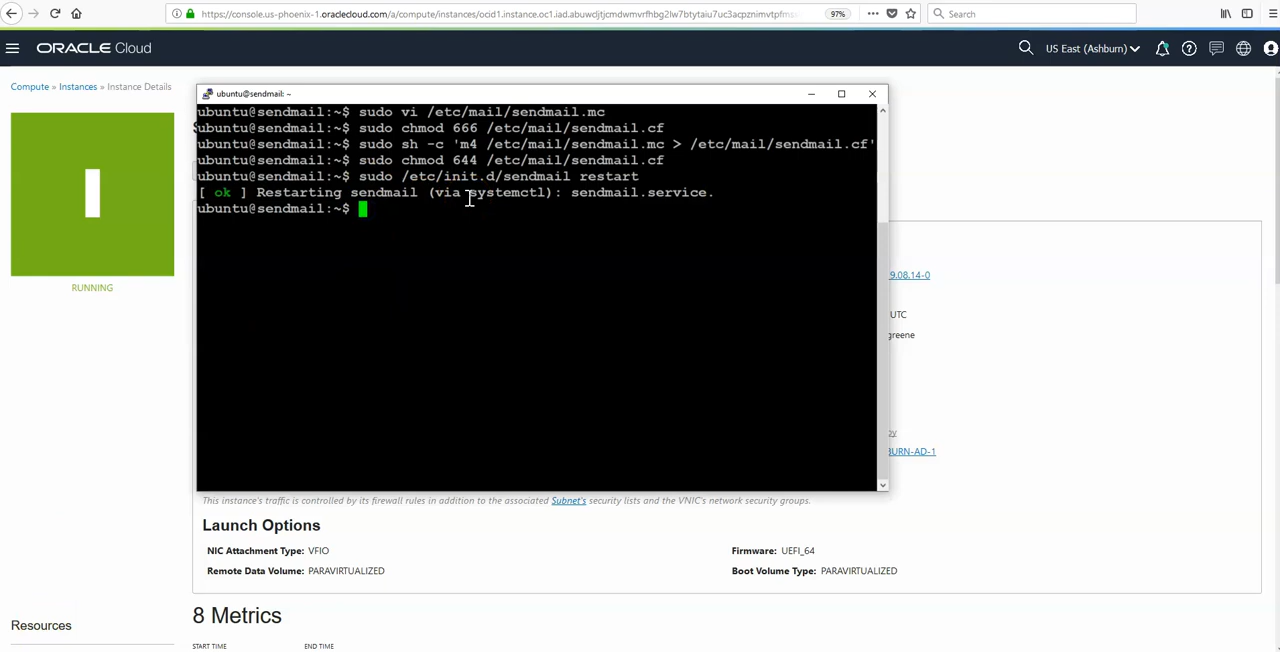 https://console.us-phoenix-1.oraclecloud.com/a/compute/instances/ocid1.instance.oc1.iad.
97%
Search
ORACLE Cloud
US East (Ashburn)
Compute » Instances » Instance Details
ubuntu@sendmail: ~
ubuntu@sendmail:~$ sudo vi /etc/mail/sendmail.mc
ubuntu@sendmail:~$ sudo chmod 666 /etc/mail/sendmail.cf
ubuntu@sendmail:~$ sudo sh -c 'm4 /etc/mail/sendmail.mc > /etc/mail/sendmail.cf'
ubuntu@sendmail:~$ sudo chmod 644 /etc/mail/sendmail.cf
ubuntu@sendmail:~$ sudo /etc/init.d/sendmail restart
[ ok ] Restarting sendmail (via systemctl): sendmail.service.
ubuntu@sendmail:~$
RUNNING
9.08.14-0
UTC
greene
py
BURN-AD-1
This instance's traffic is controlled by its firewall rules in addition to the associated Subnet's security lists and the VNIC's network security groups.
Launch Options
NIC Attachment Type: VFIO
Firmware: UEFI_64
Remote Data Volume: PARAVIRTUALIZED
Boot Volume Type: PARAVIRTUALIZED
8 Metrics
Resources
START TIME
END TIME